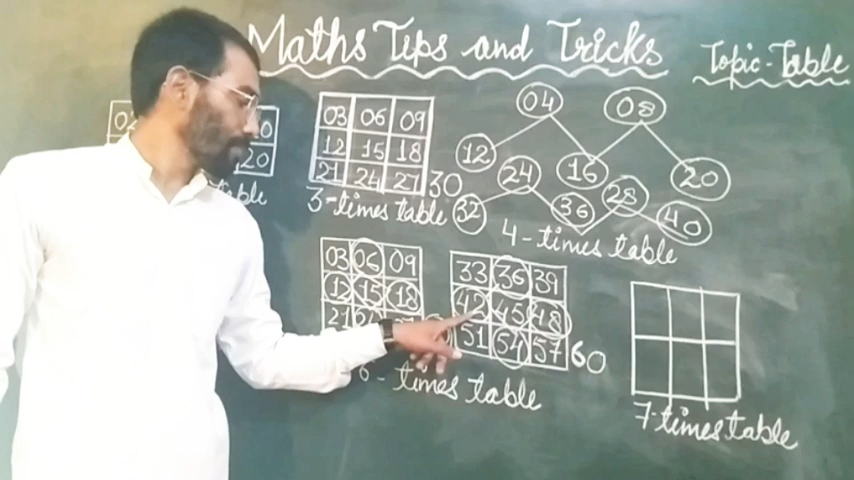 Maths Tips and Tricks
Topic-Table
03 06 09
12 15 18
21 24 27 30
3-times table
04 08
12 16 20
24 28
32 36 40
4-times table
20
table
03 06 09
12 15 18
21
33 36 39
42 45 48
51 54 57 60
6-times table
7-times table